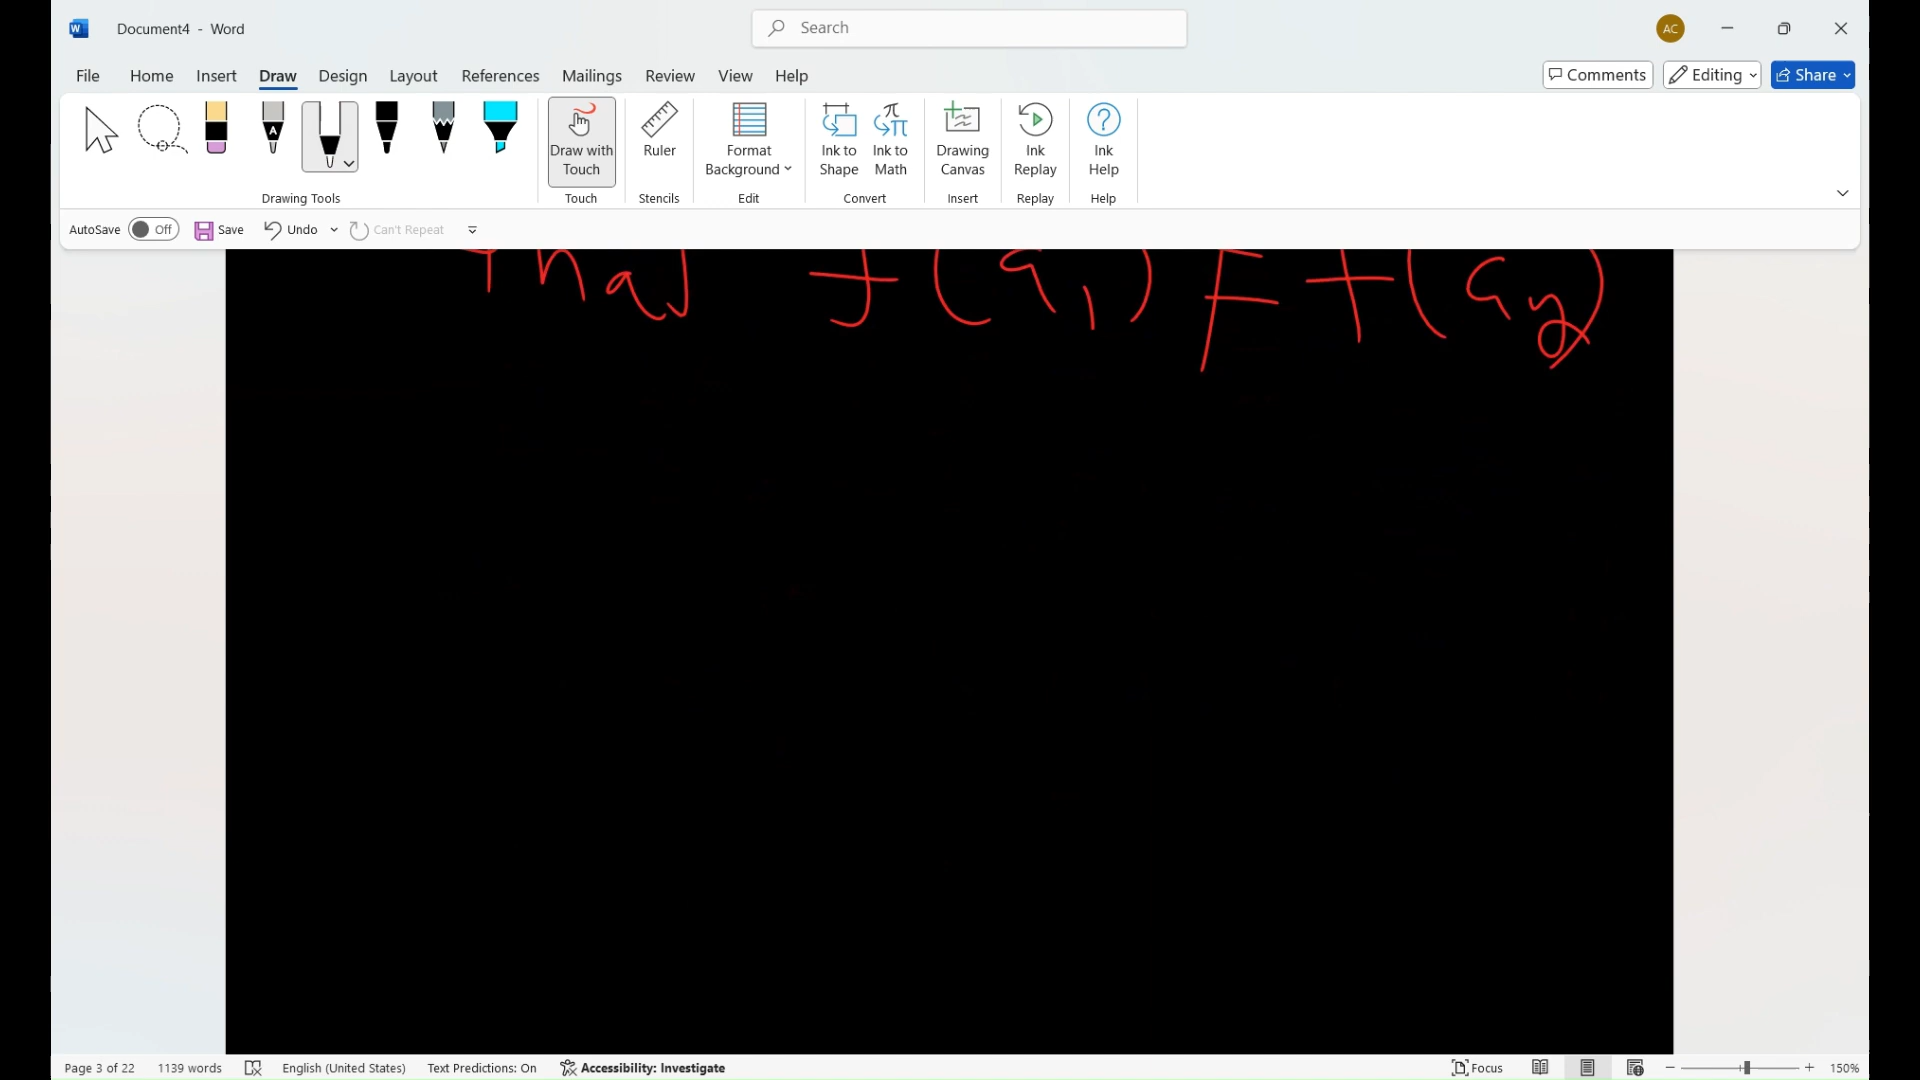 Document4 - Word
Search
AC
File Home Insert Draw Design Layout References Mailings Review View Help
Comments Editing Share
A
Draw with Touch
Ruler
Format Background
Ink to Shape
Ink to Math
Drawing Canvas
Ink Replay
Ink Help
Drawing Tools Touch Stencils Edit Convert Insert Replay Help
AutoSave Off Save Undo Can't Repeat
f(a₁) ≠ f(a₂)
Page 3 of 22 1139 words English (United States) Text Predictions: On Accessibility: Investigate Focus 150%